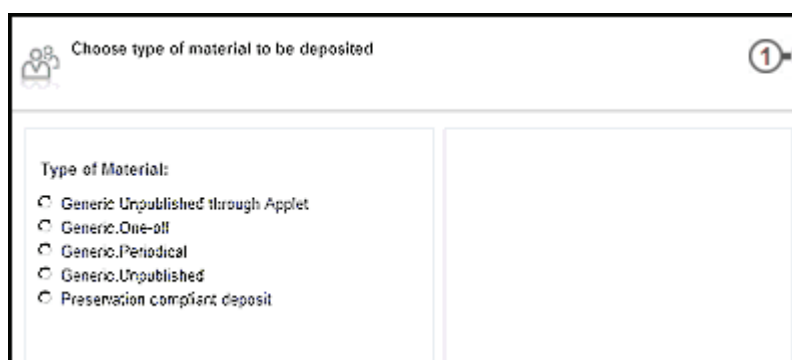 Choose type of material to be deposited
1
Type of Material:
Generic Unpublished through Applet
Generic.One-off
Generic.Periodical
Generic.Unpublished
Preservation compliant deposit